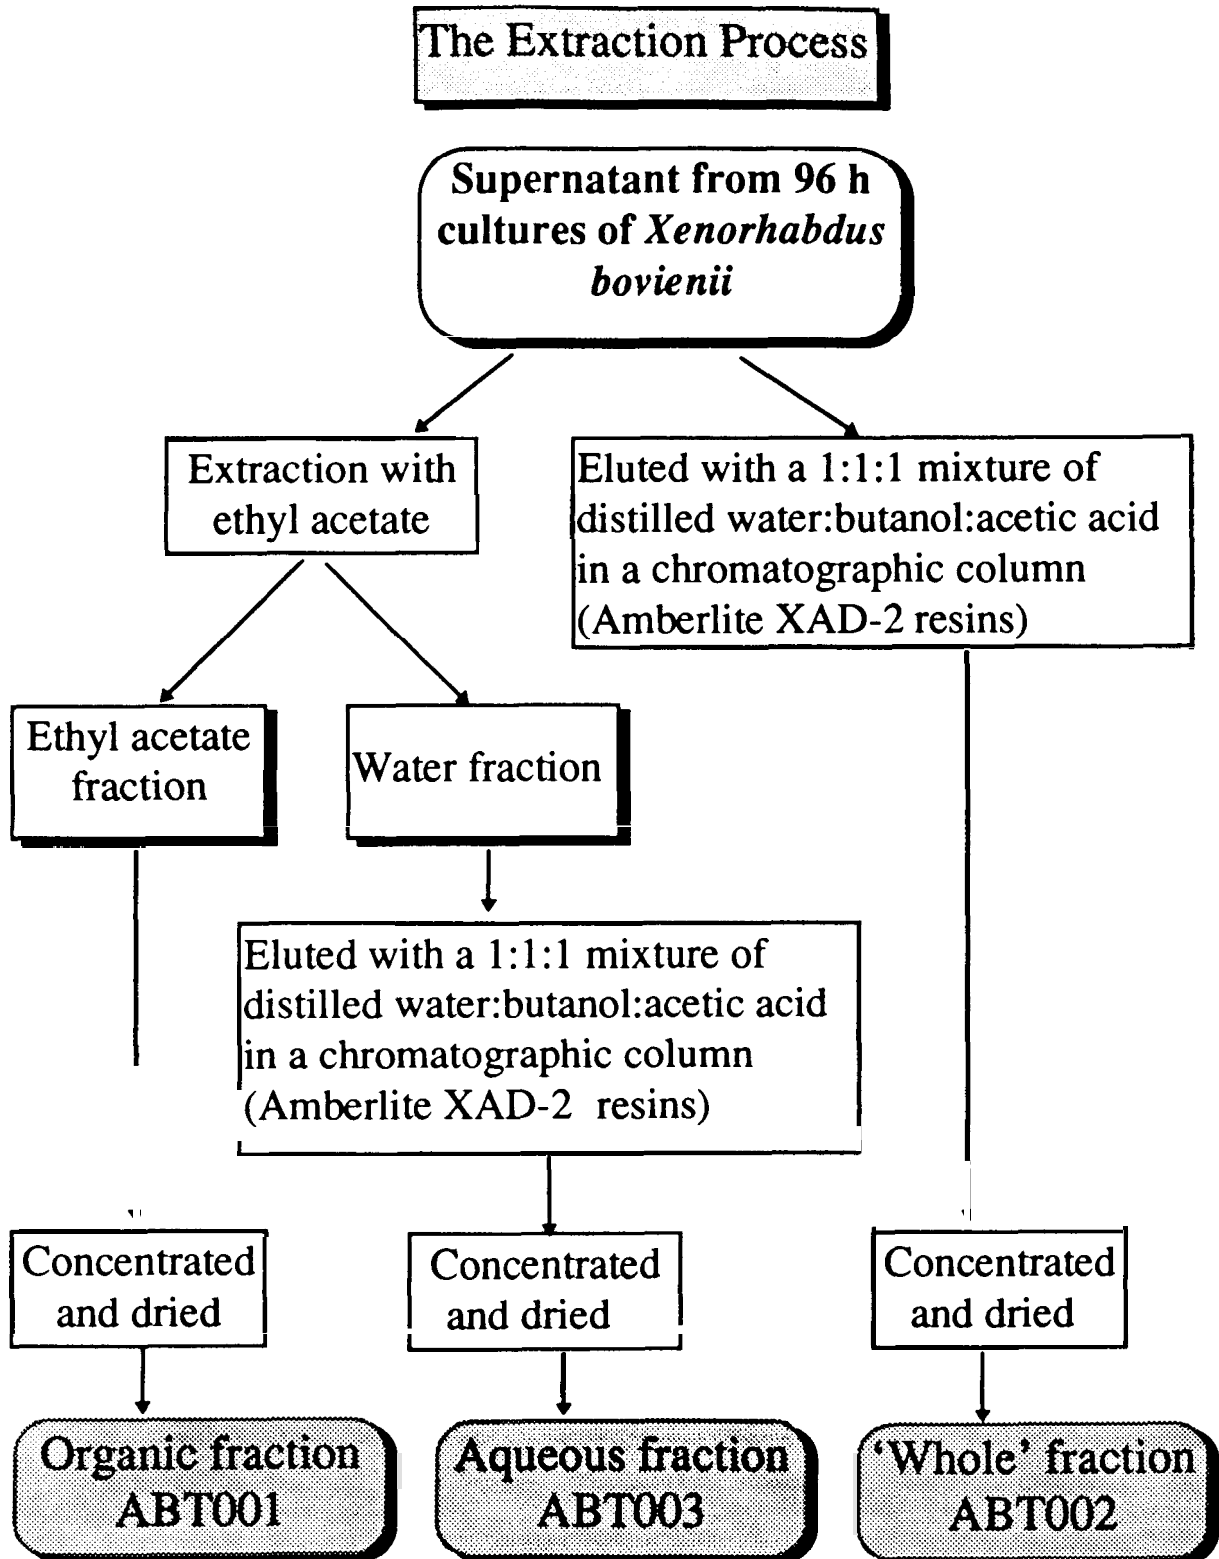 The Extraction Process
Supernatant from 96 h
cultures of Xenorhabdus
bovienii
Extraction with
ethyl acetate
Eluted with a 1:1:1 mixture of
distilled water:butanol:acetic acid
in a chromatographic column
(Amberlite XAD-2 resins)
Ethyl acetate
fraction
Water fraction
Eluted with a 1:1:1 mixture of
distilled water:butanol:acetic acid
in a chromatographic column
(Amberlite XAD-2 resins)
Concentrated
and dried
Concentrated
and dried
Concentrated
and dried
Organic fraction
ABT001
Aqueous fraction
ABT003
‘Whole’ fraction
ABT002